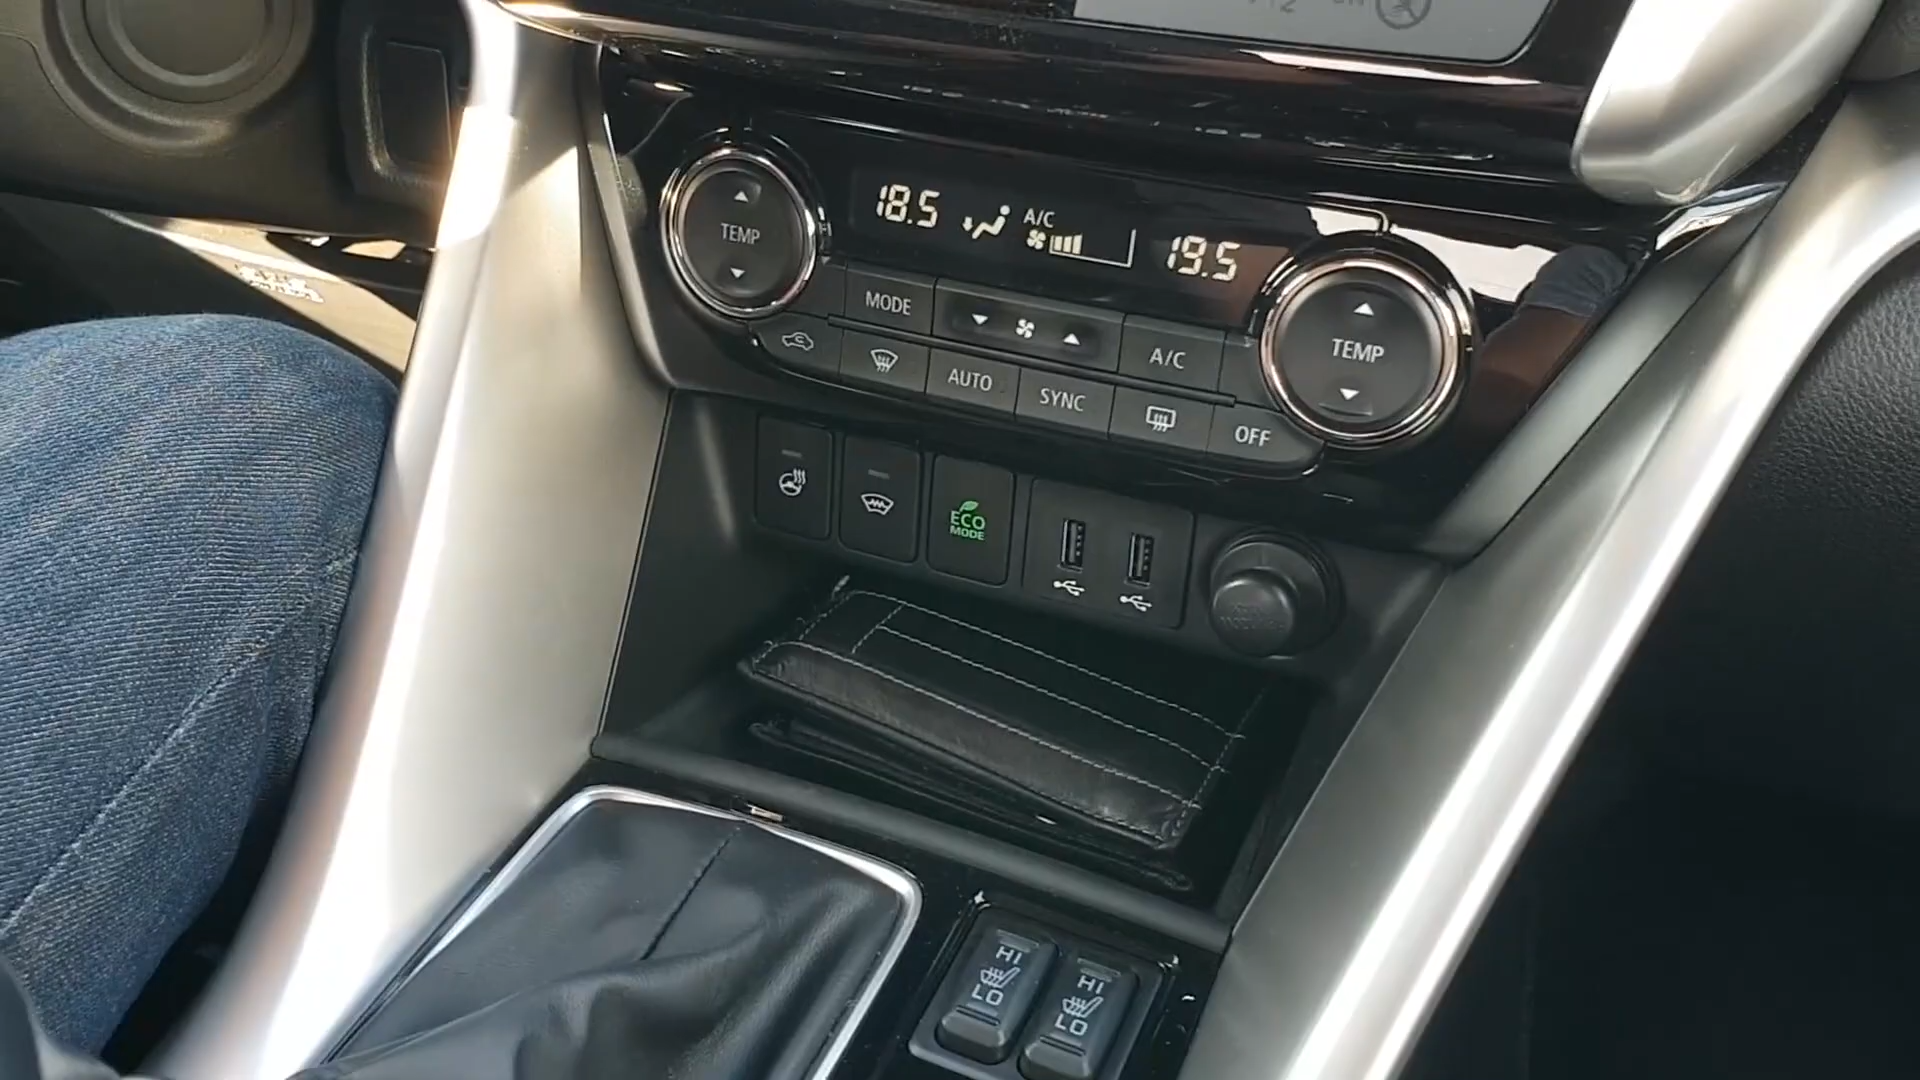 18.5
A/C
19.5
TEMP
MODE
A/C
TEMP
AUTO
SYNC
OFF
ECO
MODE
HI
LO
HI
LO